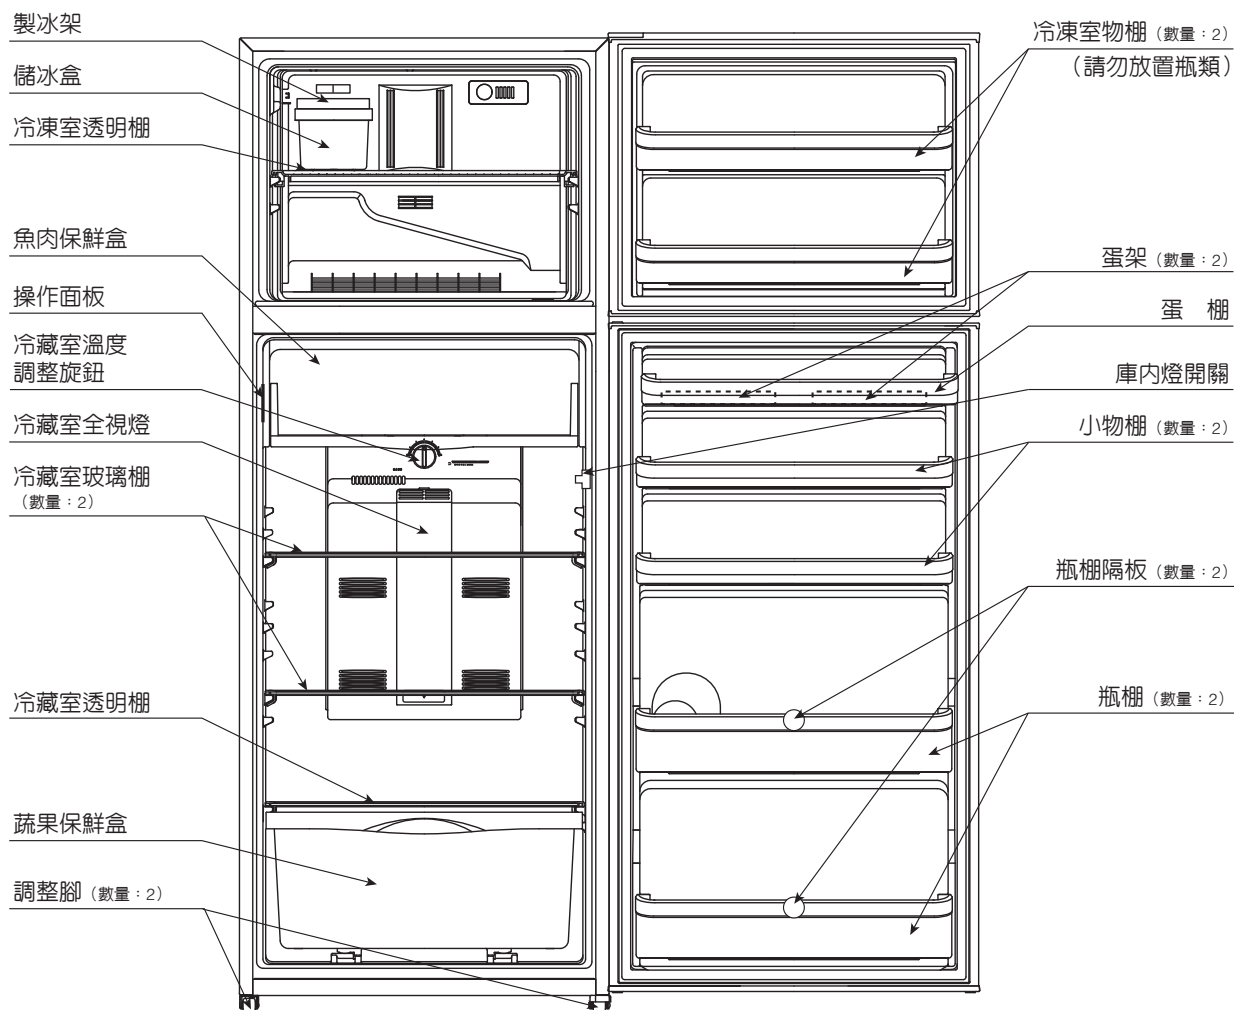 製冰架
儲冰盒
冷凍室透明棚
魚肉保鮮盒
操作面板
冷藏室溫度
調整旋鈕
冷藏室全視燈
冷藏室玻璃棚
（數量：2）
冷藏室透明棚
蔬果保鮮盒
調整腳（數量：2）
冷凍室物棚（數量：2）
（請勿放置瓶類）
蛋架（數量：2）
蛋　棚
庫內燈開關
小物棚（數量：2）
瓶棚隔板（數量：2）
瓶棚（數量：2）